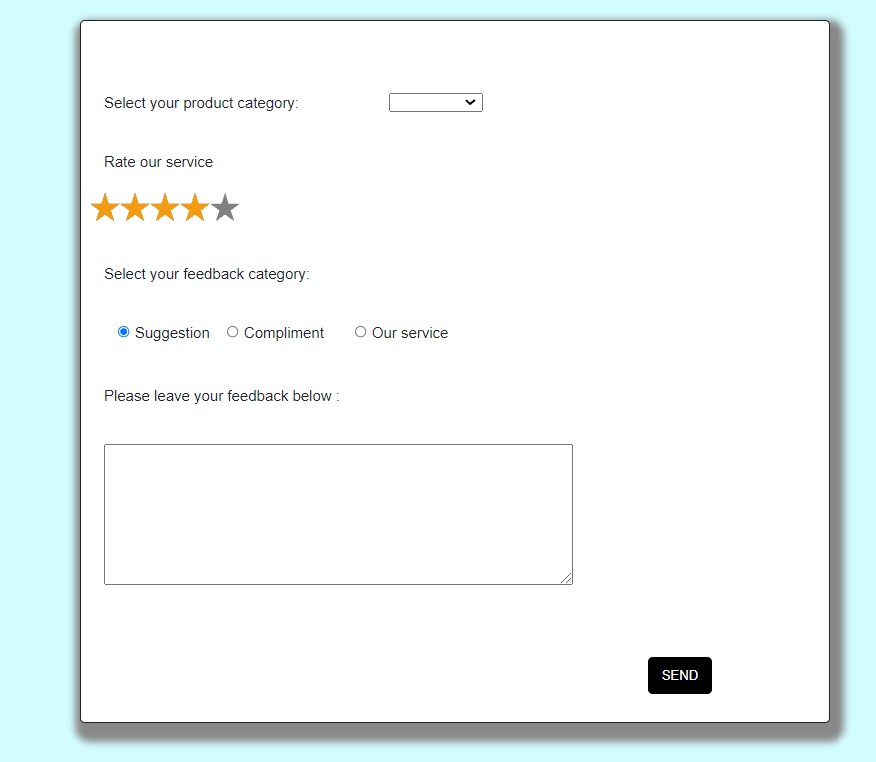 Select your product category:
Rate our service
Select your feedback category:
Suggestion Compliment Our service
Please leave your feedback below :
SEND